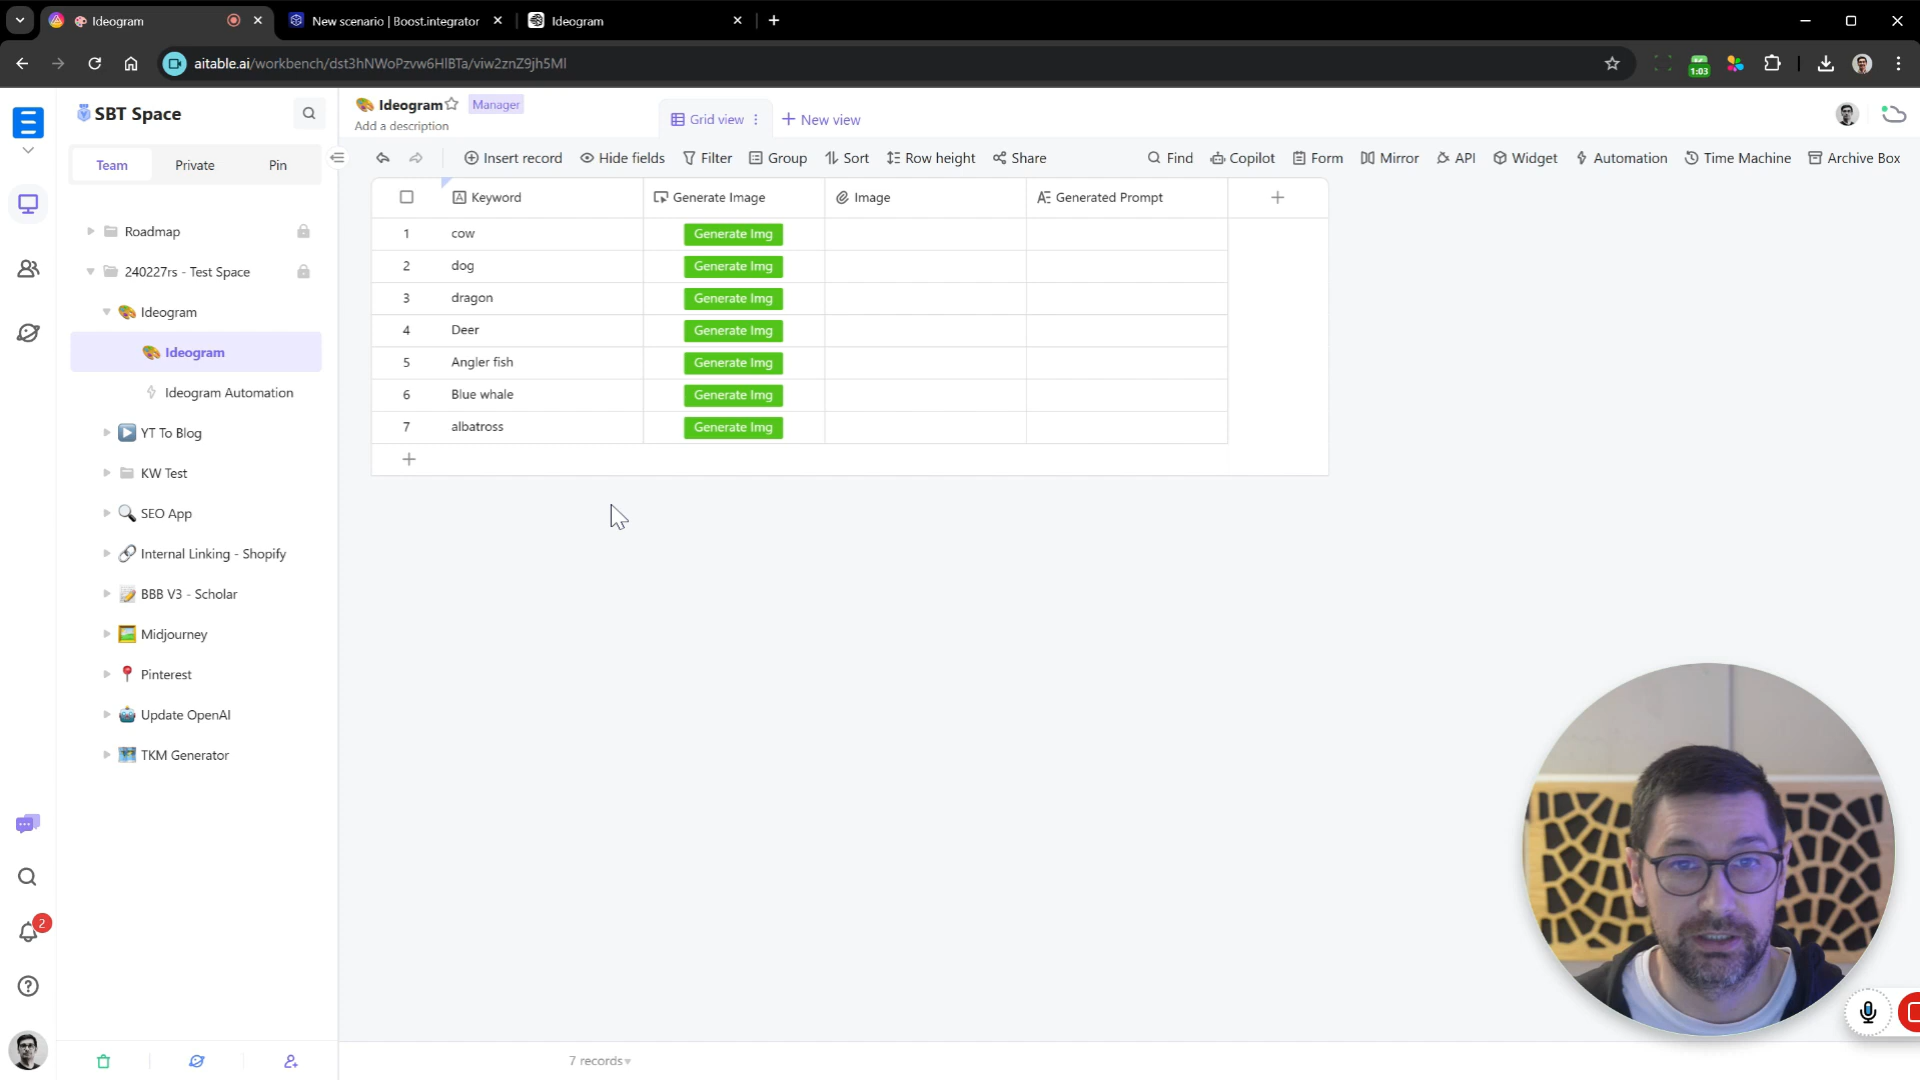 Ideogram
New scenario | Boost.integrator
Ideogram
aitable.ai/workbench/dst3hNWoPzvw6HlBTa/viw2znZ9jh5Ml
1:03
SBT Space
Team
Private
Pin
Roadmap
240227rs - Test Space
Ideogram
Ideogram
Ideogram Automation
YT To Blog
KW Test
SEO App
Internal Linking - Shopify
BBB V3 - Scholar
Midjourney
Pinterest
Update OpenAI
TKM Generator
2
Ideogram
Manager
Add a description
Grid view
New view
Insert record
Hide fields
Filter
Group
Sort
Row height
Share
Find
Copilot
Form
Mirror
API
Widget
Automation
Time Machine
Archive Box
Keyword
Generate Image
Image
Generated Prompt
1 cow Generate Img
2 dog Generate Img
3 dragon Generate Img
4 Deer Generate Img
5 Angler fish Generate Img
6 Blue whale Generate Img
7 albatross Generate Img
7 records